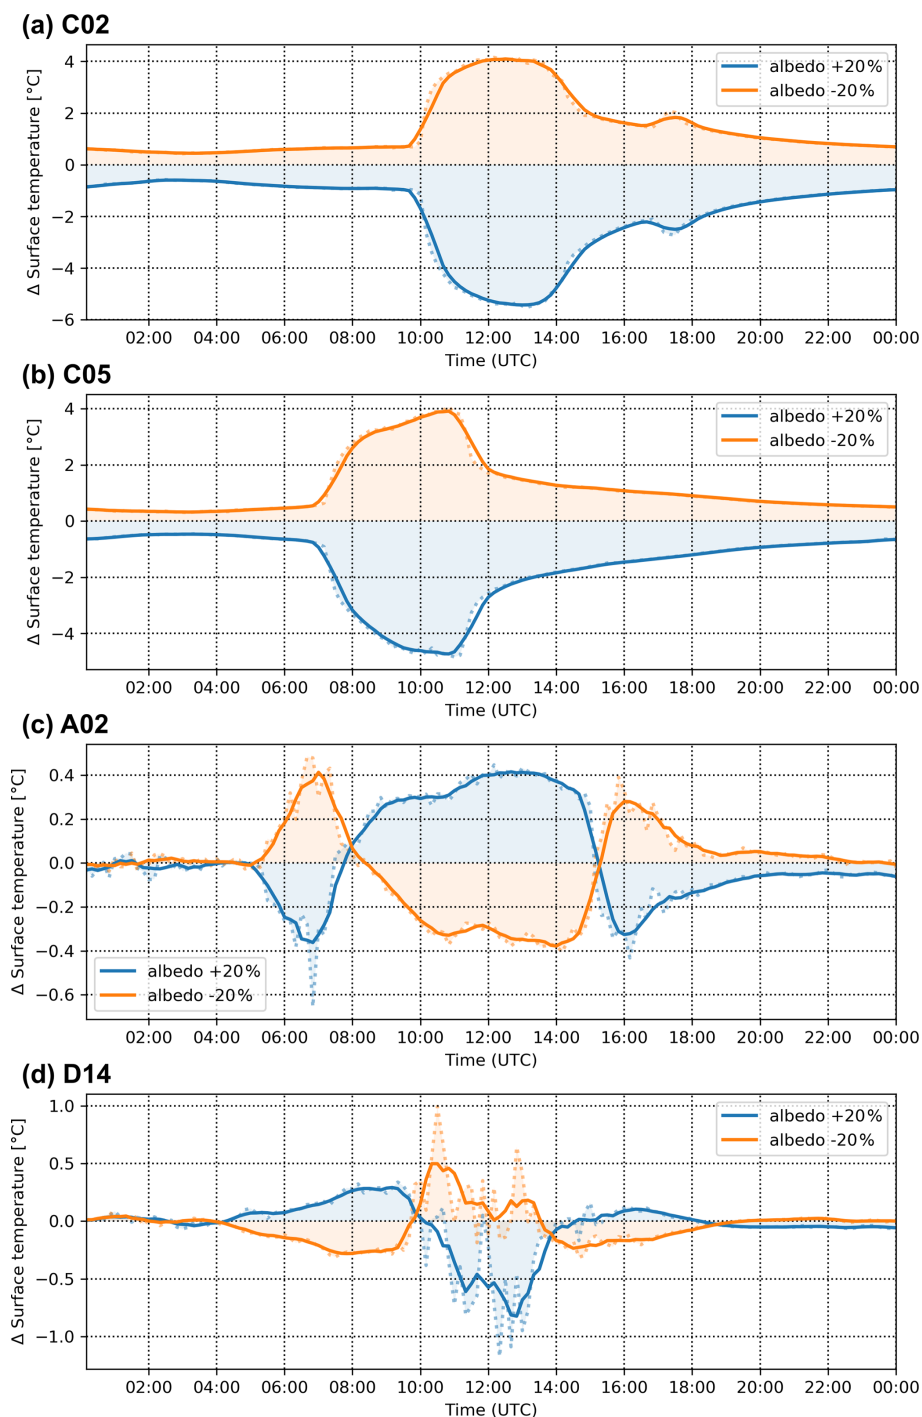 (a) C02
Δ Surface temperature [°C]
4
2
0
−2
−4
−6
albedo +20%
albedo -20%
02:00 04:00 06:00 08:00 10:00 12:00 14:00 16:00 18:00 20:00 22:00 00:00
Time (UTC)
(b) C05
Δ Surface temperature [°C]
4
2
0
−2
−4
albedo +20%
albedo -20%
02:00 04:00 06:00 08:00 10:00 12:00 14:00 16:00 18:00 20:00 22:00 00:00
Time (UTC)
(c) A02
Δ Surface temperature [°C]
0.4
0.2
0.0
−0.2
−0.4
−0.6
albedo +20%
albedo -20%
02:00 04:00 06:00 08:00 10:00 12:00 14:00 16:00 18:00 20:00 22:00 00:00
Time (UTC)
(d) D14
Δ Surface temperature [°C]
1.0
0.5
0.0
−0.5
−1.0
albedo +20%
albedo -20%
02:00 04:00 06:00 08:00 10:00 12:00 14:00 16:00 18:00 20:00 22:00 00:00
Time (UTC)